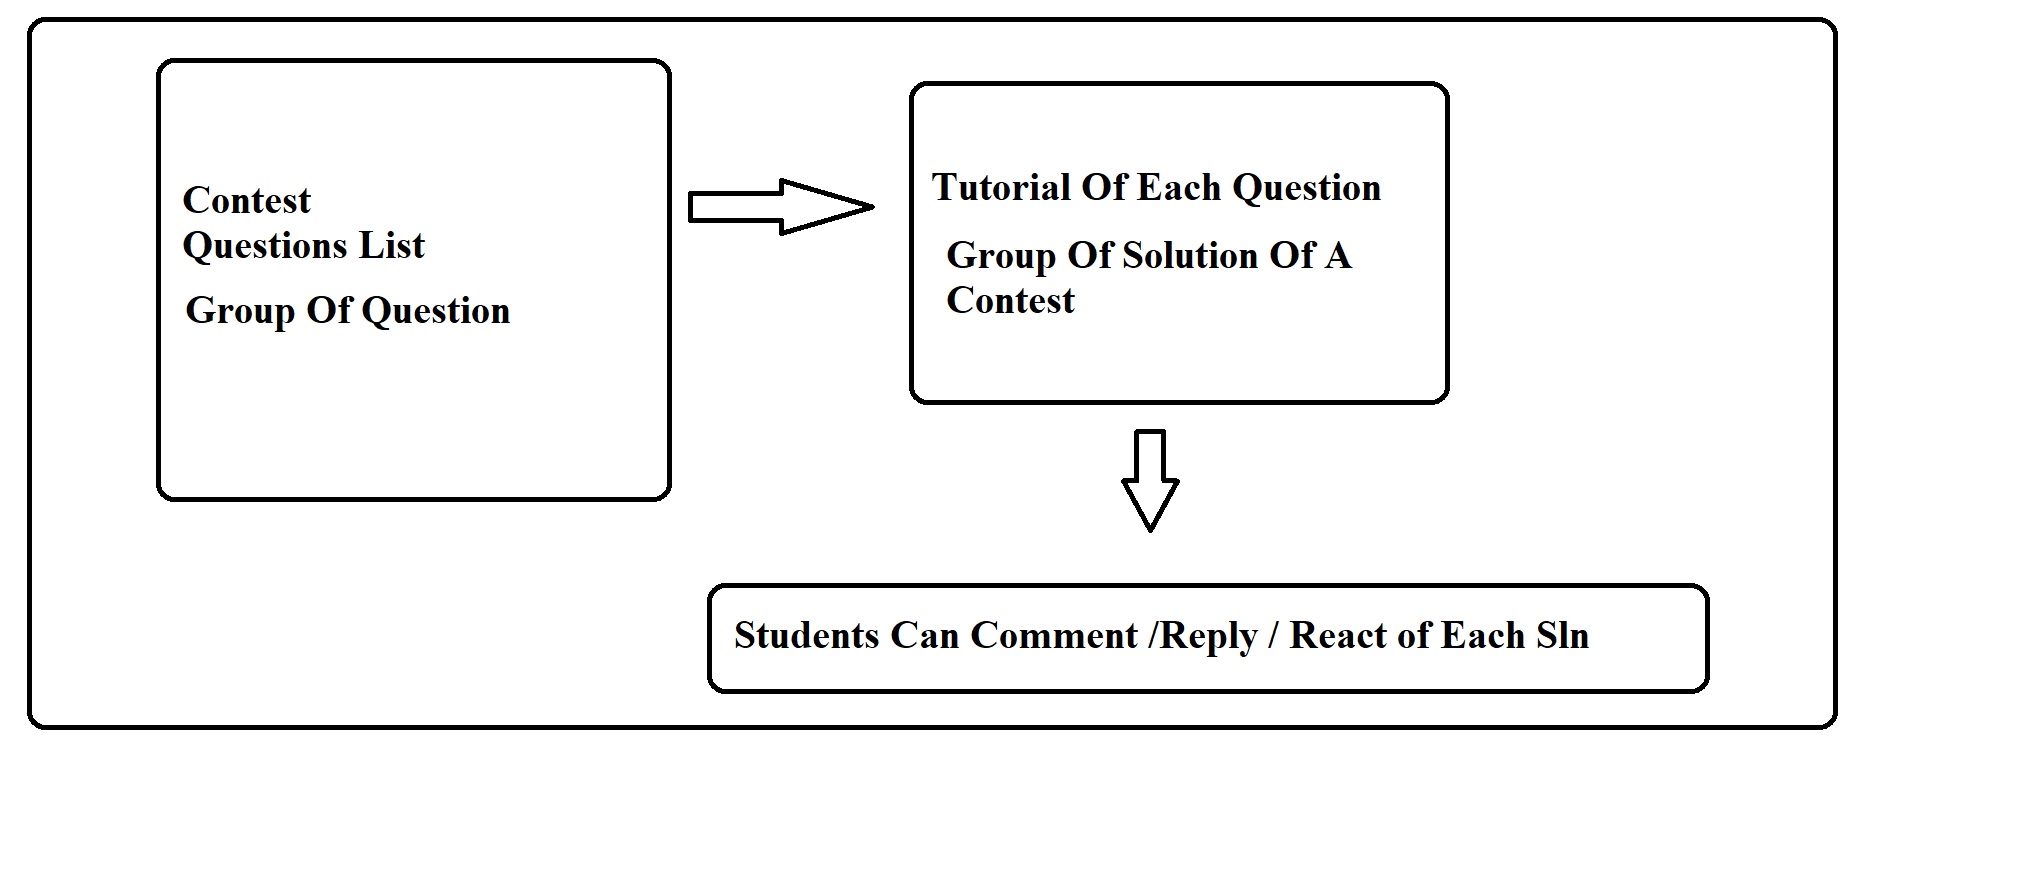 Contest
Questions List
Group Of Question
Tutorial Of Each Question
Group Of Solution Of A
Contest
Students Can Comment /Reply / React of Each Sln